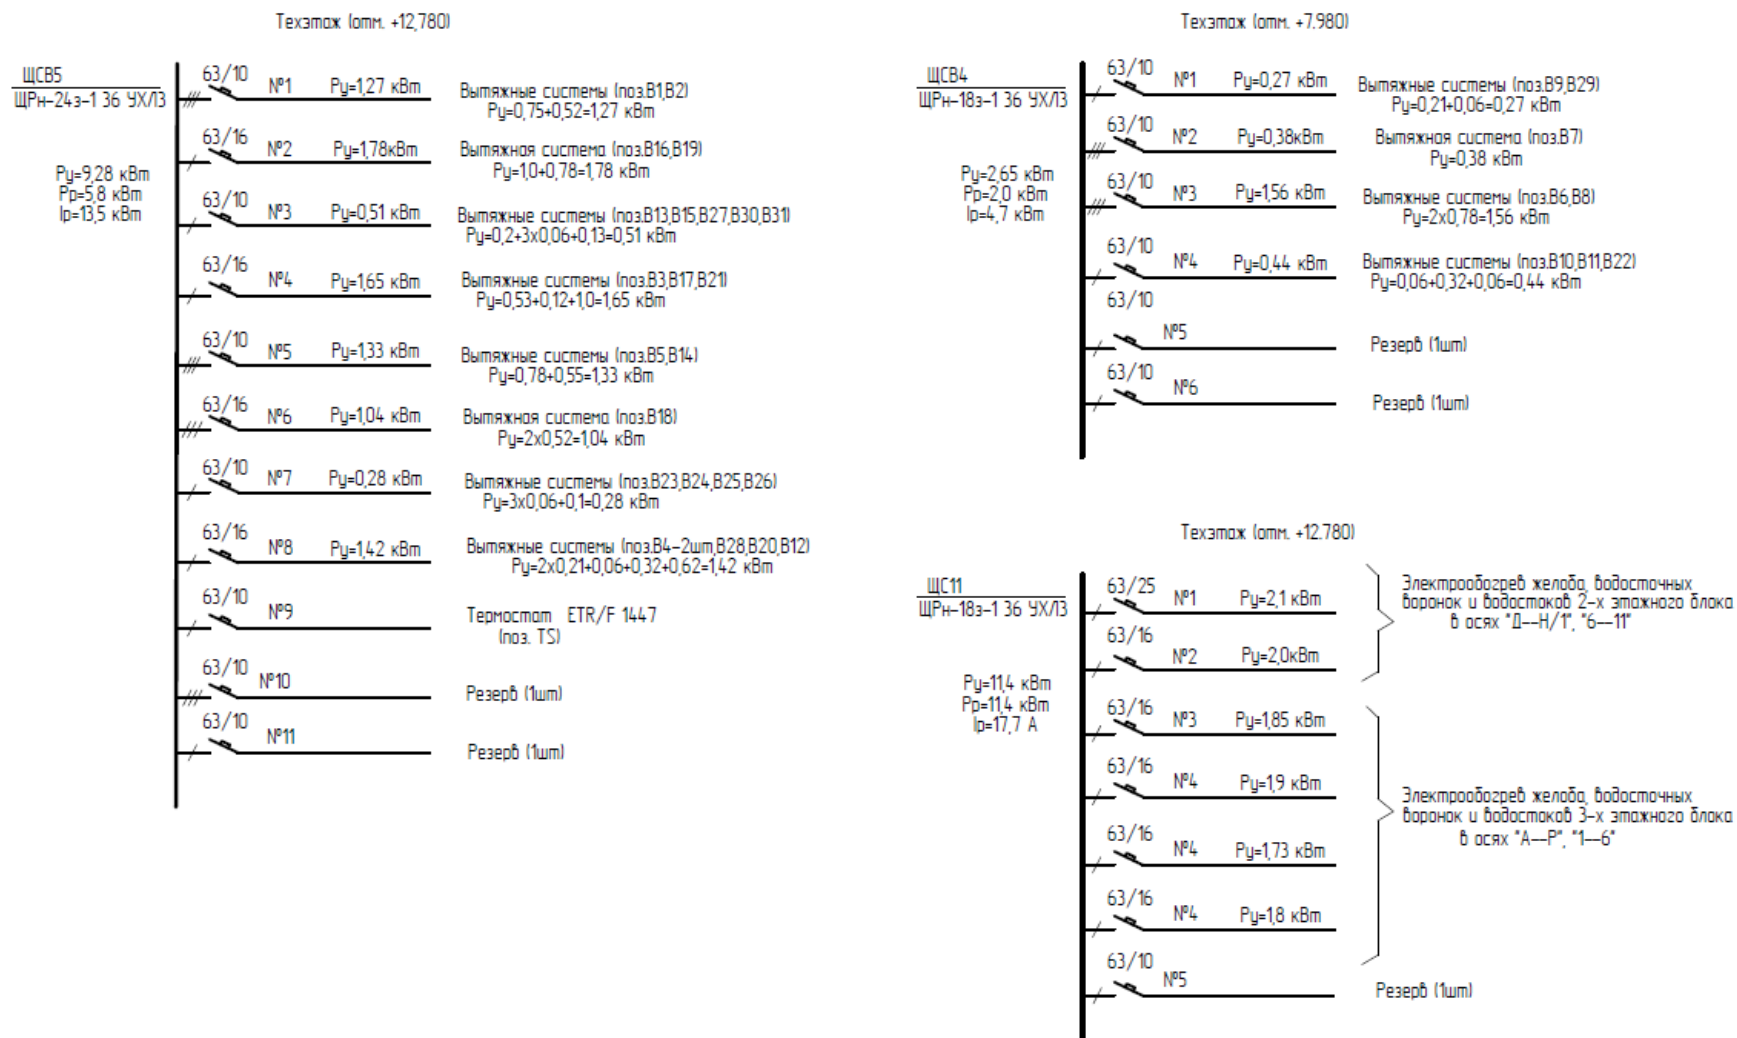 Техэтаж (отм. +12,780)
ЩСВ5
ЩРн-24з-1 36 УХЛ3
Ру=9,28 кВт
Рр=5,8 кВт
Iр=13,5 кВт
63/10 №1 Ру=1,27 кВт
Вытяжные системы (поз.В1,В2)
Ру=0,75+0,52=1,27 кВт
63/16 №2 Ру=1,78кВт
Вытяжная система (поз.В16,В19)
Ру=1,0+0,78=1,78 кВт
63/10 №3 Ру=0,51 кВт
Вытяжные системы (поз.В13,В15,В27,В30,В31)
Ру=0,2+3х0,06+0,13=0,51 кВт
63/16 №4 Ру=1,65 кВт
Вытяжные системы (поз.В3,В17,В21)
Ру=0,53+0,12+1,0=1,65 кВт
63/10 №5 Ру=1,33 кВт
Вытяжные системы (поз.В5,В14)
Ру=0,78+0,55=1,33 кВт
63/16 №6 Ру=1,04 кВт
Вытяжная система (поз.В18)
Ру=2х0,52=1,04 кВт
63/10 №7 Ру=0,28 кВт
Вытяжные системы (поз.В23,В24,В25,В26)
Ру=3х0,06+0,1=0,28 кВт
63/16 №8 Ру=1,42 кВт
Вытяжные системы (поз.В4-2шт,В28,В20,В12)
Ру=2х0,21+0,06+0,32+0,62=1,42 кВт
63/10 №9
Термостат ETR/F 1447
(поз. TS)
63/10 №10
Резерв (1шт)
63/10 №11
Резерв (1шт)
Техэтаж (отм. +7.980)
ЩСВ4
ЩРн-18з-1 36 УХЛ3
Ру=2,65 кВт
Рр=2,0 кВт
Iр=4,7 кВт
63/10 №1 Ру=0,27 кВт
Вытяжные системы (поз.В9,В29)
Ру=0,21+0,06=0,27 кВт
63/10 №2 Ру=0,38кВт
Вытяжная система (поз.В7)
Ру=0,38 кВт
63/10 №3 Ру=1,56 кВт
Вытяжные системы (поз.В6,В8)
Ру=2х0,78=1,56 кВт
63/10 №4 Ру=0,44 кВт
Вытяжные системы (поз.В10,В11,В22)
Ру=0,06+0,32+0,06=0,44 кВт
63/10 №5
Резерв (1шт)
63/10 №6
Резерв (1шт)
Техэтаж (отм. +12.780)
ЩС11
ЩРн-18з-1 36 УХЛ3
Ру=11,4 кВт
Рр=11,4 кВт
Iр=17,7 А
63/25 №1 Ру=2,1 кВт
63/16 №2 Ру=2,0кВт
Электрообогрев желоба, водосточных
воронок и водостоков 2-х этажного блока
в осях "Д--Н/1", "6--11"
63/16 №3 Ру=1,85 кВт
63/16 №4 Ру=1,9 кВт
63/16 №4 Ру=1,73 кВт
63/16 №4 Ру=1,8 кВт
Электрообогрев желоба, водосточных
воронок и водостоков 3-х этажного блока
в осях "А--Р", "1--6"
63/10 №5
Резерв (1шт)